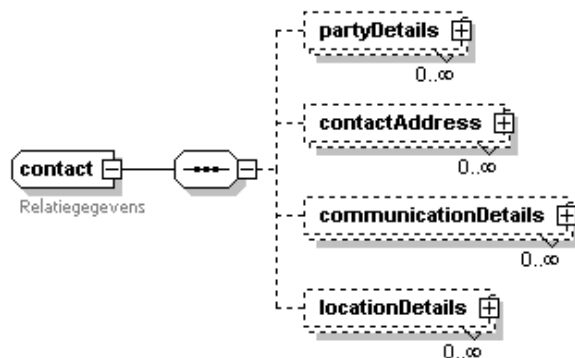 partyDetails
0..∞
contactAddress
0..∞
contact
Relatiegegevens
communicationDetails
0..∞
locationDetails
0..∞